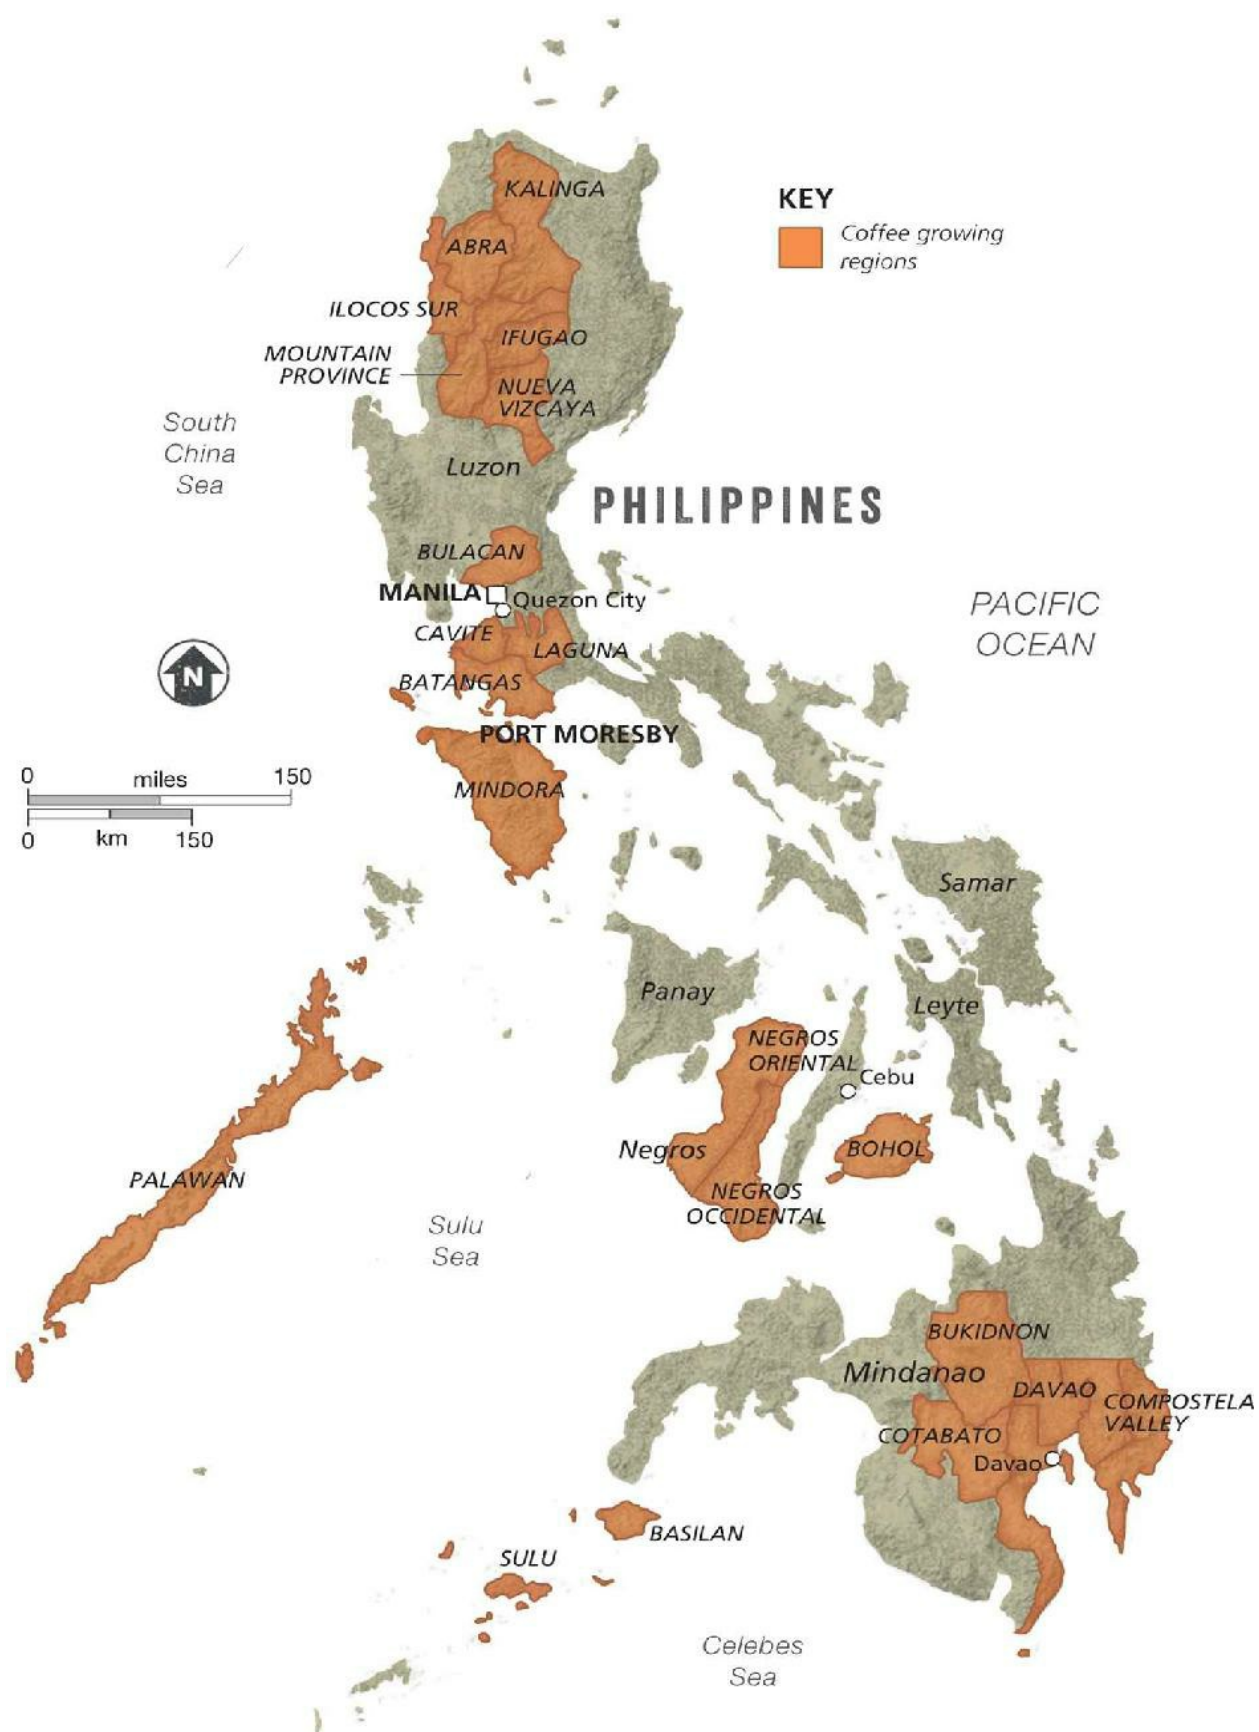 KALINGA
KEY
Coffee growing
regions
ABRA
ILOCOS SUR
IFUGAO
MOUNTAIN
PROVINCE
NUEVA
VIZCAYA
South
China
Sea
Luzon
PHILIPPINES
BULACAN
MANILA
Quezon City
PACIFIC
OCEAN
CAVITE
LAGUNA
N
BATANGAS
PORT MORESBY
0 miles 150
MINDORA
0 km 150
Samar
Panay
Leyte
NEGROS
ORIENTAL
Cebu
Negros
BOHOL
PALAWAN
NEGROS
OCCIDENTAL
Sulu
Sea
BUKIDNON
Mindanao
DAVAO
COMPOSTELA
VALLEY
COTABATO
Davao
BASILAN
SULU
Celebes
Sea